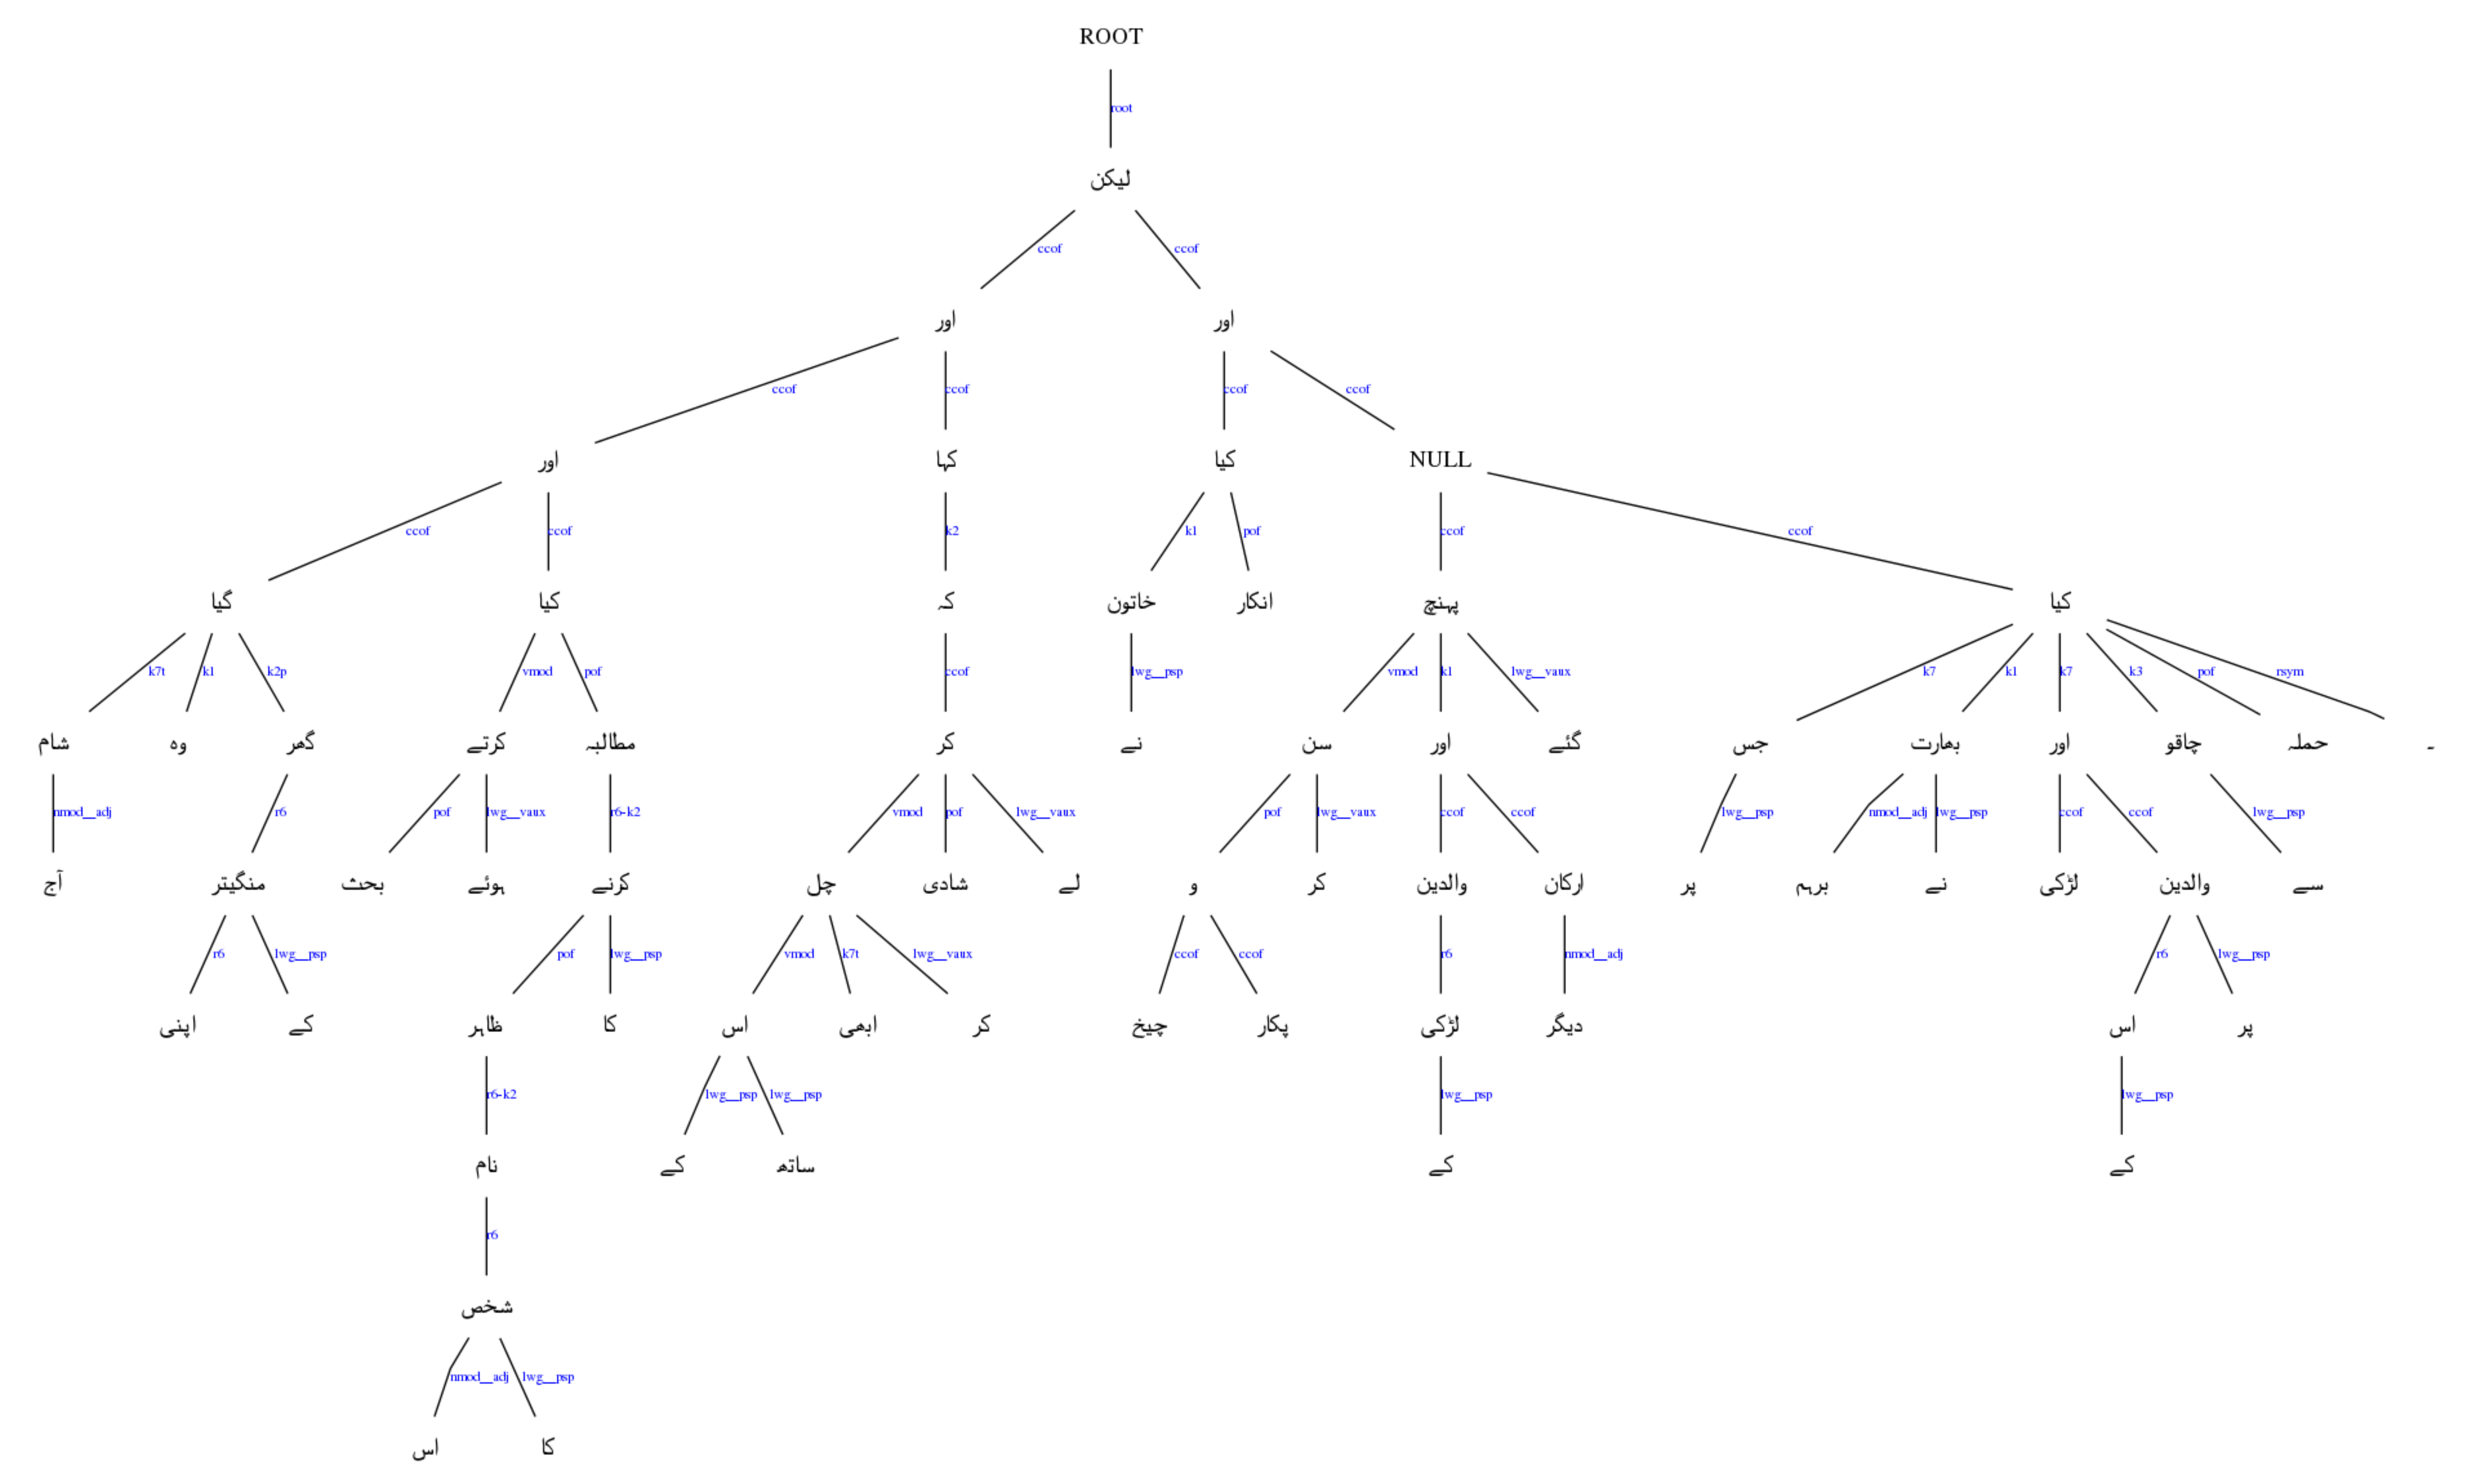 ROOT
root
لیکن
ccof ccof
اور اور
ccof ccof ccof ccof
اور کہا کیا NULL
ccof ccof k2 k1 pof ccof ccof
گیا کیا کہ خاتون انکار پہنچ کیا
k7t k1 k2p vmod pof ccof lwg__psp vmod k1 lwg__vaux k7 k1 k7 k3 pof rsym
شام وہ گھر کرتے مطالبہ کر نے سن اور گئے جس بھارت اور چاقو حملہ ۔
nmod__adj r6 pof lwg__vaux r6-k2 vmod pof lwg__vaux pof lwg__vaux ccof ccof lwg__psp nmod__adj lwg__psp ccof ccof lwg__psp
آج منگیتر بحث ہوئے کرنے چل شادی لے و کر والدین ارکان پر برہم نے لڑکی والدین سے
r6 lwg__psp pof lwg__psp vmod k7t lwg__vaux ccof ccof r6 nmod__adj r6 lwg__psp
اپنی کے ظاہر کا اس ابھی کر چیخ پکار لڑکی دیگر اس پر
r6-k2 lwg__psp lwg__psp lwg__psp lwg__psp
نام کے ساتھ کے کے
r6
شخص
nmod__adj lwg__psp
اس کا